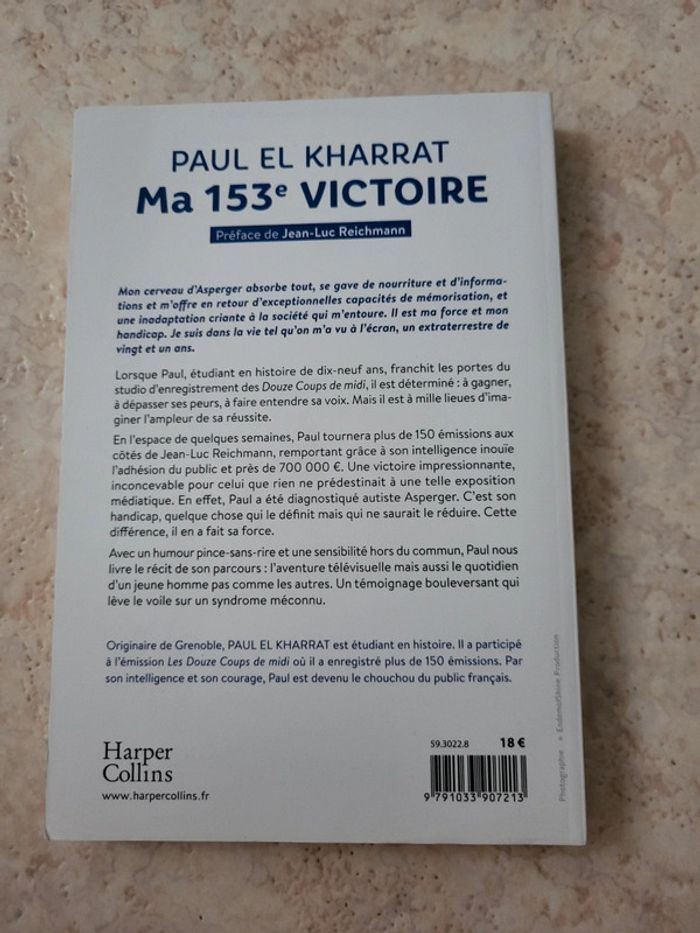 PAUL EL KHARRAT
Ma 153e VICTOIRE
Préface de Jean-Luc Reichmann
Mon cerveau d'Asperger absorbe tout, se gave de nourriture et d'informa-
tions et m'offre en retour d'exceptionnelles capacités de mémorisation, et
une inadaptation criante à la société qui m'entoure. Il est ma force et mon
handicap. Je suis dans la vie tel qu'on m'a vu à l'écran, un extraterrestre de
vingt et un ans.
Lorsque Paul, étudiant en histoire de dix-neuf ans, franchit les portes du
studio d'enregistrement des Douze Coups de midi, il est déterminé : à gagner,
à dépasser ses peurs, à faire entendre sa voix. Mais il est à mille lieues d'ima-
giner l'ampleur de sa réussite.
En l'espace de quelques semaines, Paul tournera plus de 150 émissions aux
côtés de Jean-Luc Reichmann, remportant grâce à son intelligence inouïe
l'adhésion du public et près de 700 000 €. Une victoire impressionnante,
inconcevable pour celui que rien ne prédestinait à une telle exposition
médiatique. En effet, Paul a été diagnostiqué autiste Asperger. C'est son
handicap, quelque chose qui le définit mais qui ne saurait le réduire. Cette
différence, il en a fait sa force.
Avec un humour pince-sans-rire et une sensibilité hors du commun, Paul nous
livre le récit de son parcours : l'aventure télévisuelle mais aussi le quotidien
d'un jeune homme pas comme les autres. Un témoignage bouleversant qui
lève le voile sur un syndrome méconnu.
Originaire de Grenoble, PAUL EL KHARRAT est étudiant en histoire. Il a participé
à l'émission Les Douze Coups de midi où il a enregistré plus de 150 émissions. Par
son intelligence et son courage, Paul est devenu le chouchou du public français.
Harper
Collins
www.harpercollins.fr
59.3022.8 18 €
9 791033 907213
Photographie : © EndemolShine Production